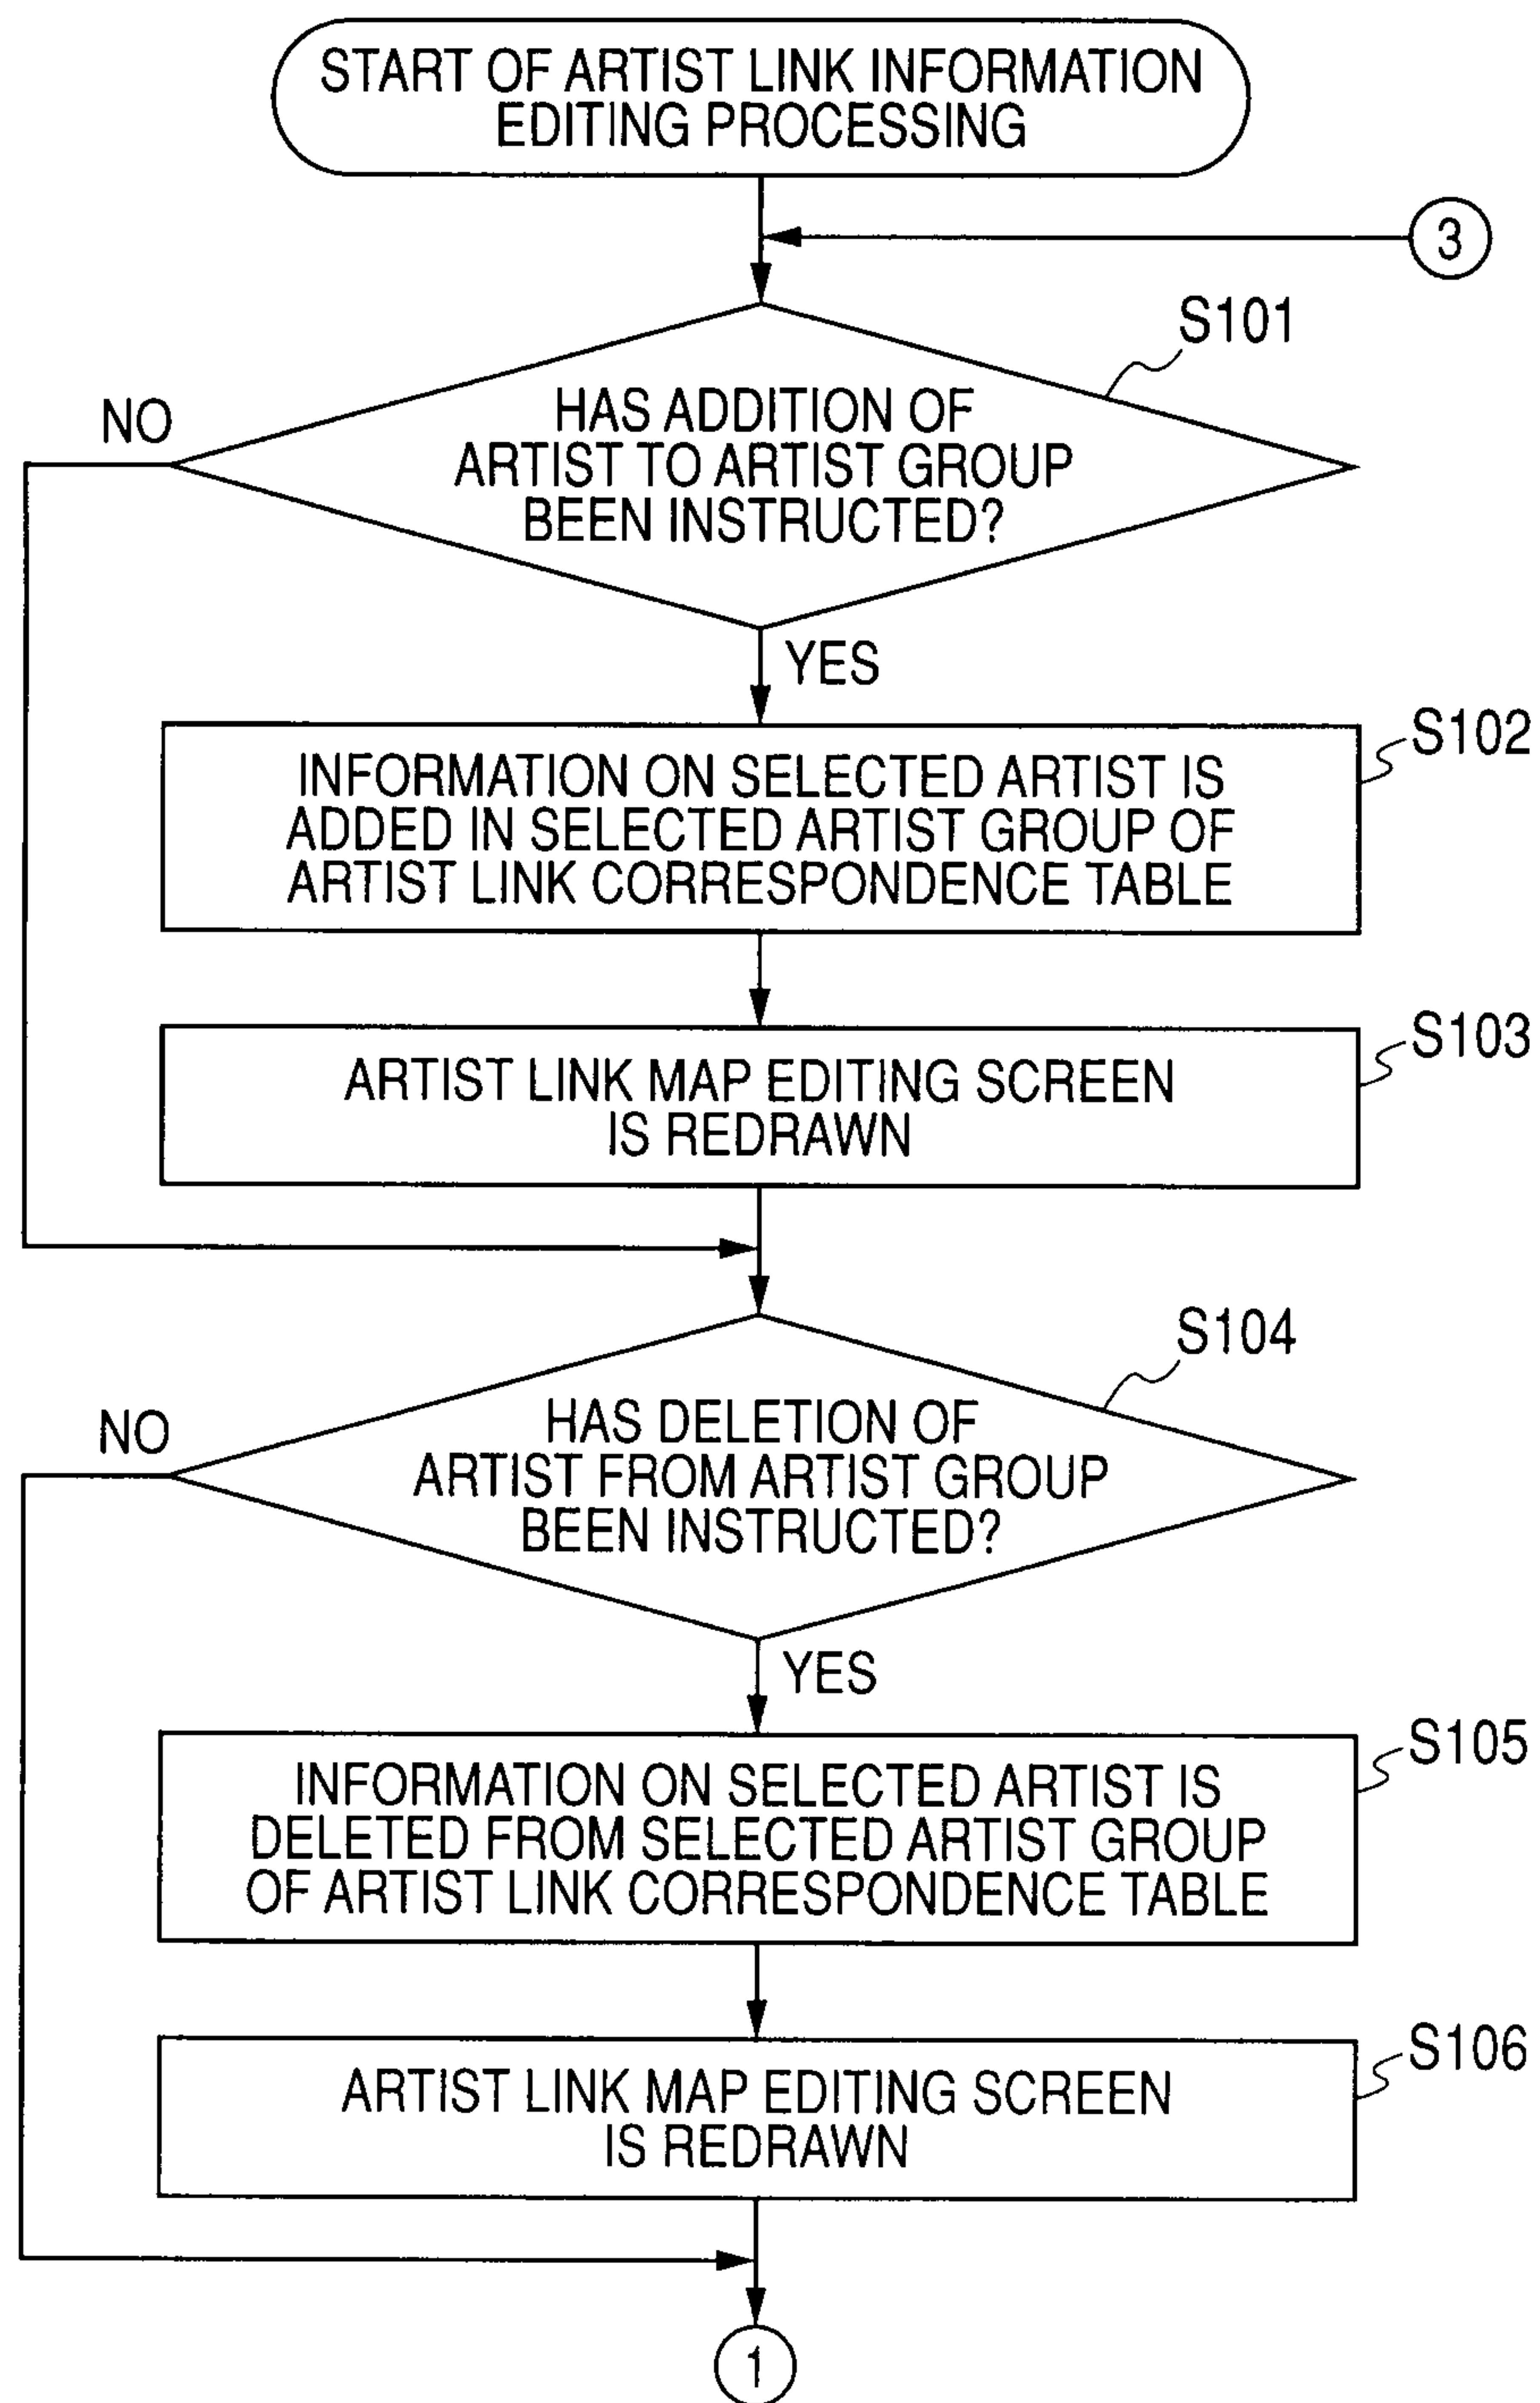 START OF ARTIST LINK INFORMATION
EDITING PROCESSING
3
S101
HAS ADDITION OF
ARTIST TO ARTIST GROUP
BEEN INSTRUCTED?
NO
YES
S102
INFORMATION ON SELECTED ARTIST IS
ADDED IN SELECTED ARTIST GROUP OF
ARTIST LINK CORRESPONDENCE TABLE
S103
ARTIST LINK MAP EDITING SCREEN
IS REDRAWN
S104
HAS DELETION OF
ARTIST FROM ARTIST GROUP
BEEN INSTRUCTED?
NO
YES
S105
INFORMATION ON SELECTED ARTIST IS
DELETED FROM SELECTED ARTIST GROUP
OF ARTIST LINK CORRESPONDENCE TABLE
S106
ARTIST LINK MAP EDITING SCREEN
IS REDRAWN
1